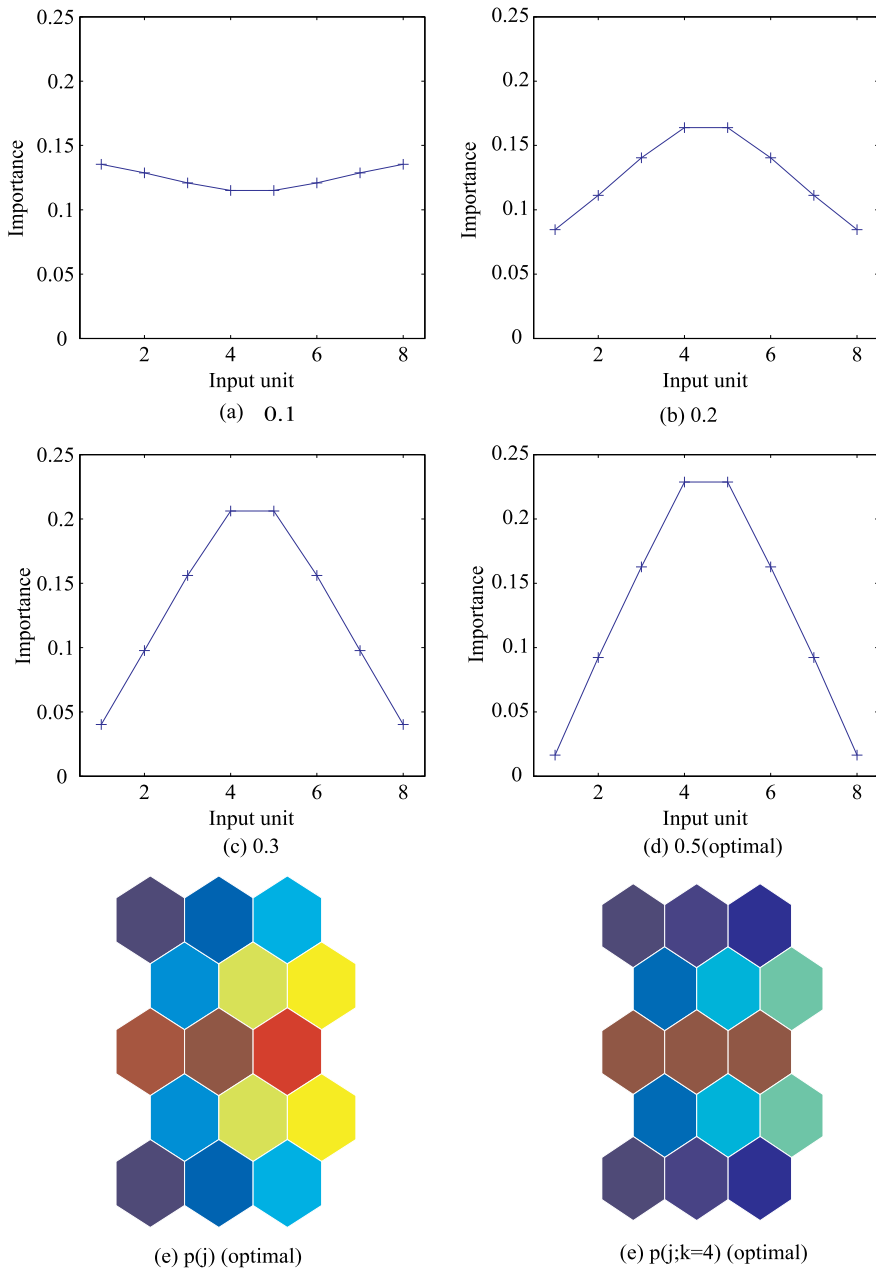 0.25
0.2
0.15
0.1
0.05
0
Importance
2 4 6 8
Input unit
(a) 0.1
0.25
0.2
0.15
0.1
0.05
0
Importance
2 4 6 8
Input unit
(b) 0.2
0.25
0.2
0.15
0.1
0.05
0
Importance
2 4 6 8
Input unit
(c) 0.3
0.25
0.2
0.15
0.1
0.05
0
Importance
2 4 6 8
Input unit
(d) 0.5(optimal)
(e) p(j) (optimal)
(e) p(j;k=4) (optimal)